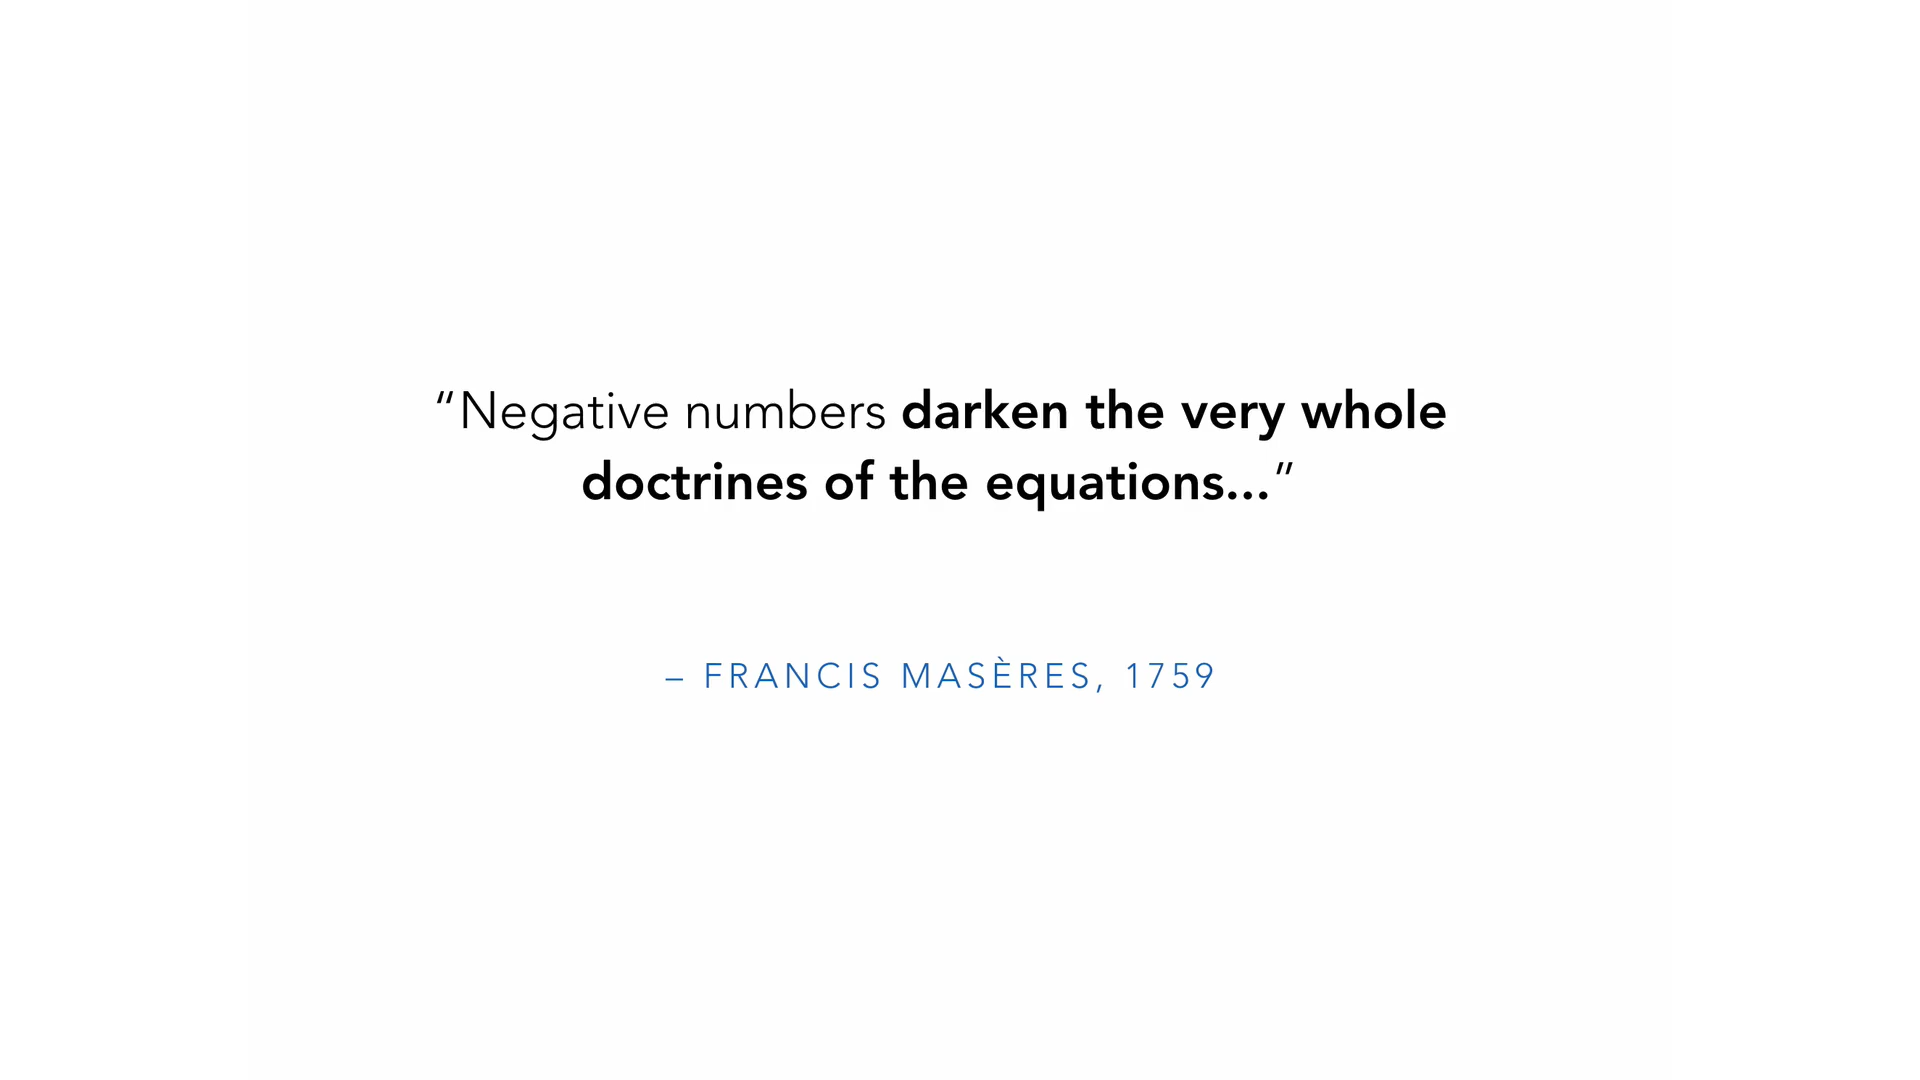 “Negative numbers darken the very whole
doctrines of the equations...”
– FRANCIS MASÈRES, 1759